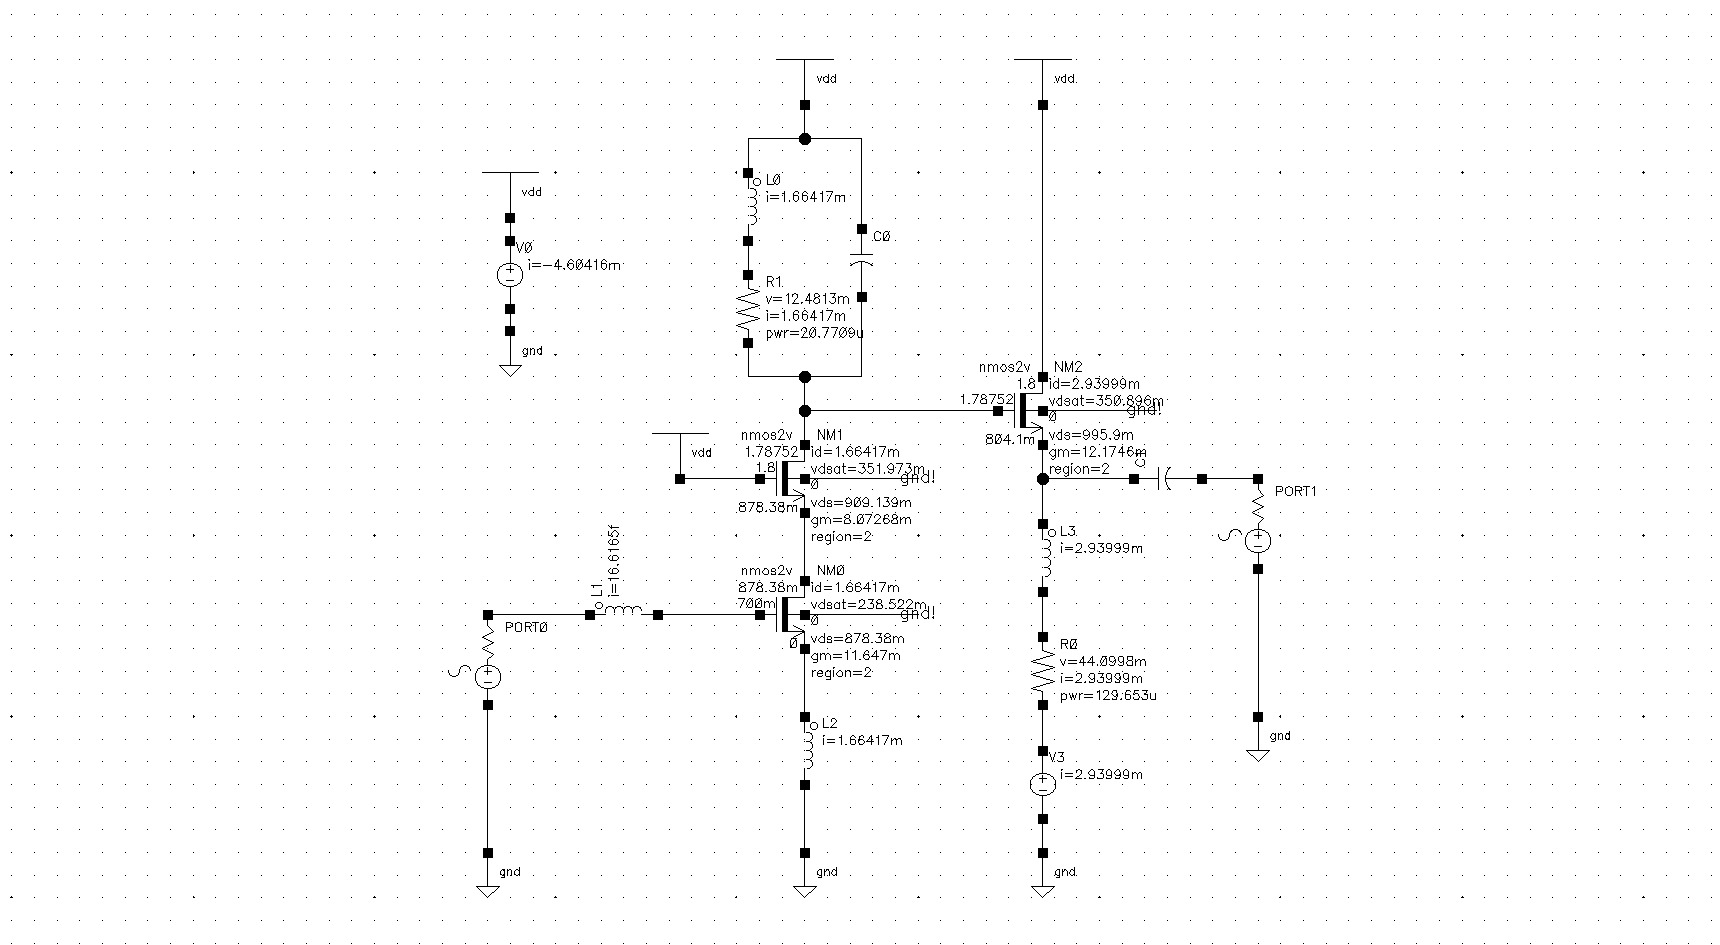 vdd
vdd
vdd
V0
i=-4.60416m
gnd
L0
i=1.66417m
C0
R1
v=12.4813m
i=1.66417m
pwr=20.7709u
nmos2v
NM2
1.8
id=2.93999m
1.78752
vdsat=350.896m
gnd!
0
804.1m
vds=995.9m
gm=12.1746m
region=2
vdd
nmos2v
NM1
1.78752
id=1.66417m
1.8
vdsat=351.973m
gnd!
0
878.38m
vds=909.139m
gm=8.07268m
region=2
PORT1
gnd
L1
i=16.6165f
nmos2v
NM0
878.38m
id=1.66417m
700m
vdsat=238.522m
gnd!
0
0
vds=878.38m
gm=11.647m
region=2
PORT0
gnd
L2
i=1.66417m
gnd
L3
i=2.93999m
R0
v=44.0998m
i=2.93999m
pwr=129.653u
V3
i=2.93999m
gnd